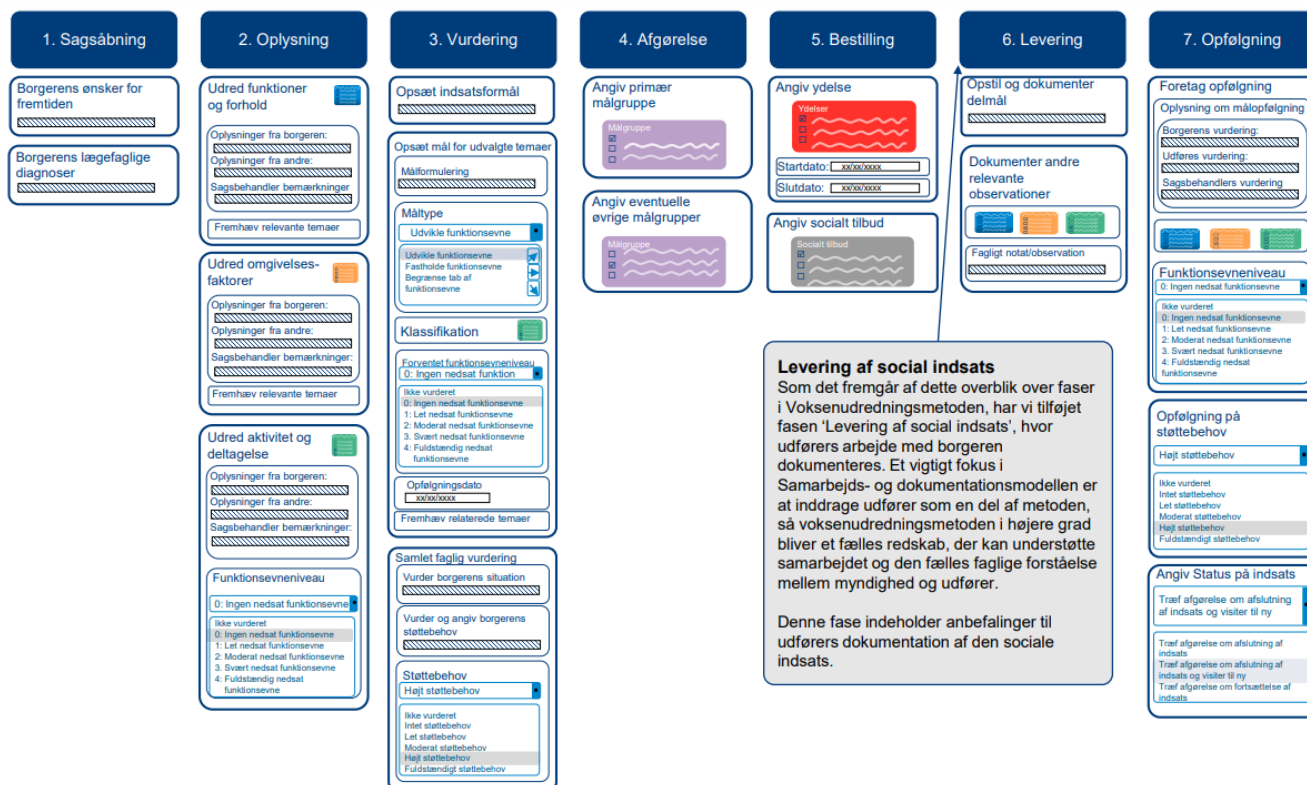 1. Sagsåbning
Borgerens ønsker for
fremtiden
Borgerens lægefaglige
diagnoser
2. Oplysning
Udred funktioner
og forhold
Oplysninger fra borgeren:
Oplysninger fra andre:
Sagsbehandler bemærkninger
Fremhæv relevante temaer
Udred omgivelses-
faktorer
Oplysninger fra borgeren:
Oplysninger fra andre:
Sagsbehandler bemærkninger:
Fremhæv relevante temaer
Udred aktivitet og
deltagelse
Oplysninger fra borgeren:
Oplysninger fra andre:
Sagsbehandler bemærkninger:
Funktionsevneniveau
0: Ingen nedsat funktionsevne
Ikke vurderet
0: Ingen nedsat funktionsevne
1: Let nedsat funktionsevne
2: Moderat nedsat funktionsevne
3. Svært nedsat funktionsevne
4: Fuldstændig nedsat
funktionsevne
3. Vurdering
Opsæt indsatsformål
Opsæt mål for udvalgte temaer
Målformulering
Måltype
Udvikle funktionsevne
Udvikle funktionsevne
Fastholde funktionsevne
Begrænse tab af
funktionsevne
Klassifikation
Forventet funktionsevneniveau
0: Ingen nedsat funktion
Ikke vurderet
0: Ingen nedsat funktionsevne
1: Let nedsat funktionsevne
2: Moderat nedsat funktionsevne
3. Svært nedsat funktionsevne
4: Fuldstændig nedsat
funktionsevne
Opfølgningsdato
xx/xx/xxxx
Fremhæv relaterede temaer
Samlet faglig vurdering
Vurder borgerens situation
Vurder og angiv borgerens
støttebehov
Støttebehov
Højt støttebehov
Ikke vurderet
Intet støttebehov
Let støttebehov
Moderat støttebehov
Højt støttebehov
Fuldstændigt støttebehov
4. Afgørelse
Angiv primær
målgruppe
Målgruppe
Angiv eventuelle
øvrige målgrupper
Målgruppe
5. Bestilling
Angiv ydelse
Ydelser
Startdato: xx/xx/xxxx
Slutdato: xx/xx/xxxx
Angiv socialt tilbud
Socialt tilbud
6. Levering
Opstil og dokumenter
delmål
Dokumenter andre
relevante
observationer
Fagligt notat/observation
Levering af social indsats
Som det fremgår af dette overblik over faser
i Voksenudredningsmetoden, har vi tilføjet
fasen ‘Levering af social indsats’, hvor
udførers arbejde med borgeren
dokumenteres. Et vigtigt fokus i
Samarbejds- og dokumentationsmodellen er
at inddrage udfører som en del af metoden,
så voksenudredningsmetoden i højere grad
bliver et fælles redskab, der kan understøtte
samarbejdet og den fælles faglige forståelse
mellem myndighed og udfører.
Denne fase indeholder anbefalinger til
udførers dokumentation af den sociale
indsats.
7. Opfølgning
Foretag opfølgning
Oplysning om målopfølgning
Borgerens vurdering:
Udføres vurdering:
Sagsbehandlers vurdering
Funktionsevneniveau
0: Ingen nedsat funktionsevne
Ikke vurderet
0: Ingen nedsat funktionsevne
1: Let nedsat funktionsevne
2: Moderat nedsat funktionsevne
3. Svært nedsat funktionsevne
4: Fuldstændig nedsat
funktionsevne
Opfølgning på
støttebehov
Højt støttebehov
Ikke vurderet
Intet støttebehov
Let støttebehov
Moderat støttebehov
Højt støttebehov
Fuldstændigt støttebehov
Angiv Status på indsats
Træf afgørelse om afslutning
af indsats og visiter til ny
Træf afgørelse om afslutning af
indsats
Træf afgørelse om afslutning af
indsats og visiter til ny
Træf afgørelse om fortsættelse af
indsats